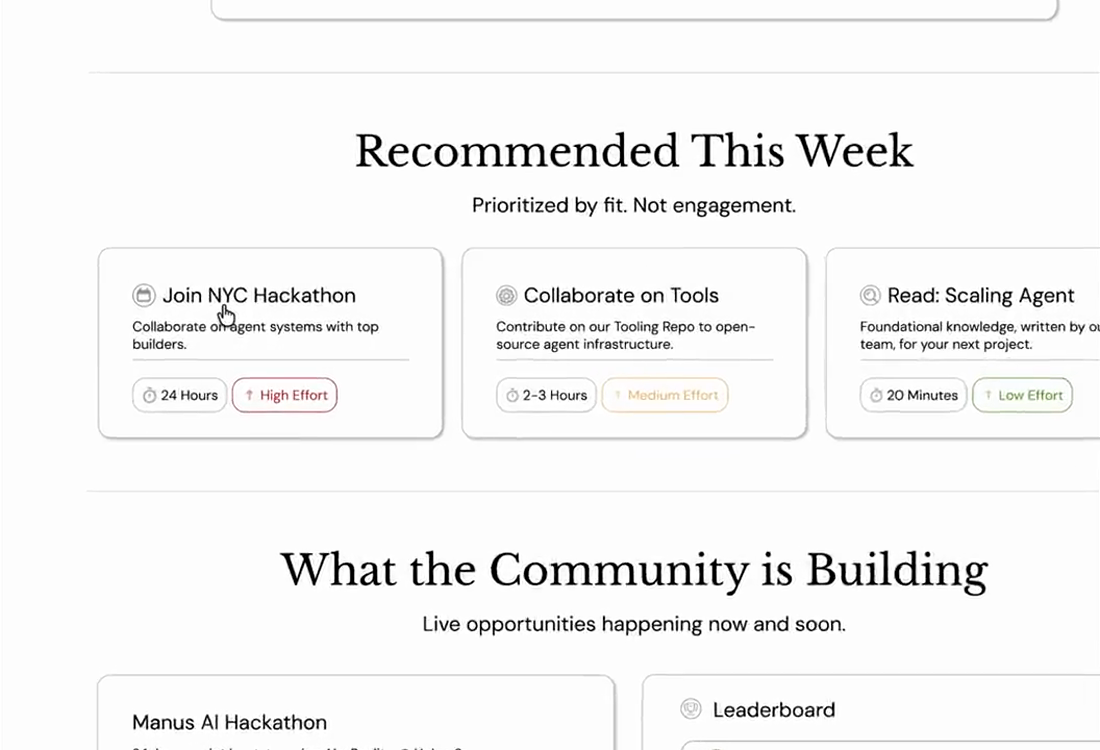 Recommended This Week
Prioritized by fit. Not engagement.
Join NYC Hackathon
Collaborate on agent systems with top
builders.
24 Hours
↑ High Effort
Collaborate on Tools
Contribute on our Tooling Repo to open-
source agent infrastructure.
2-3 Hours
↑ Medium Effort
Read: Scaling Agent
Foundational knowledge, written by
team, for your next project.
20 Minutes
↑ Low Effort
What the Community is Building
Live opportunities happening now and soon.
Manus AI Hackathon
Leaderboard